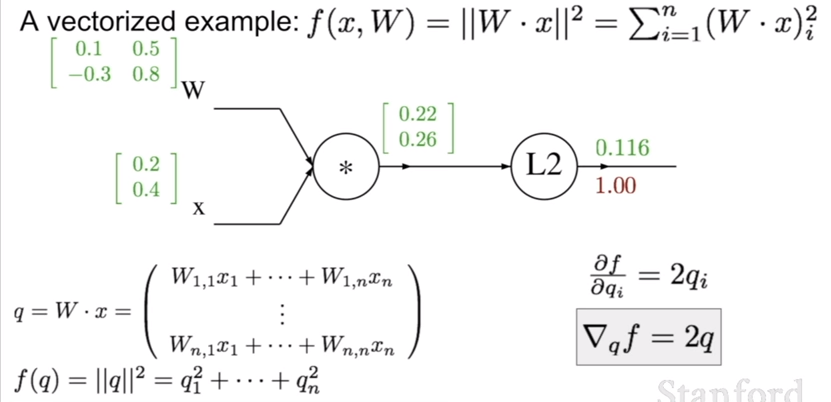 A vectorized example: f(x, W) = ||W · x||² = ∑ⁿᵢ₌₁(W · x)ᵢ²
[ 0.1 0.5
−0.3 0.8 ]
W
[ 0.22
0.26 ]
[ 0.2
0.4 ]
x
*
L2
0.116
1.00
q = W · x = ( W₁,₁x₁ + ⋯ + W₁,ₙxₙ
⋮
Wₙ,₁x₁ + ⋯ + Wₙ,ₙxₙ )
f(q) = ||q||² = q₁² + ⋯ + qₙ²
∂f/∂qᵢ = 2qᵢ
∇_q f = 2q
Stanford